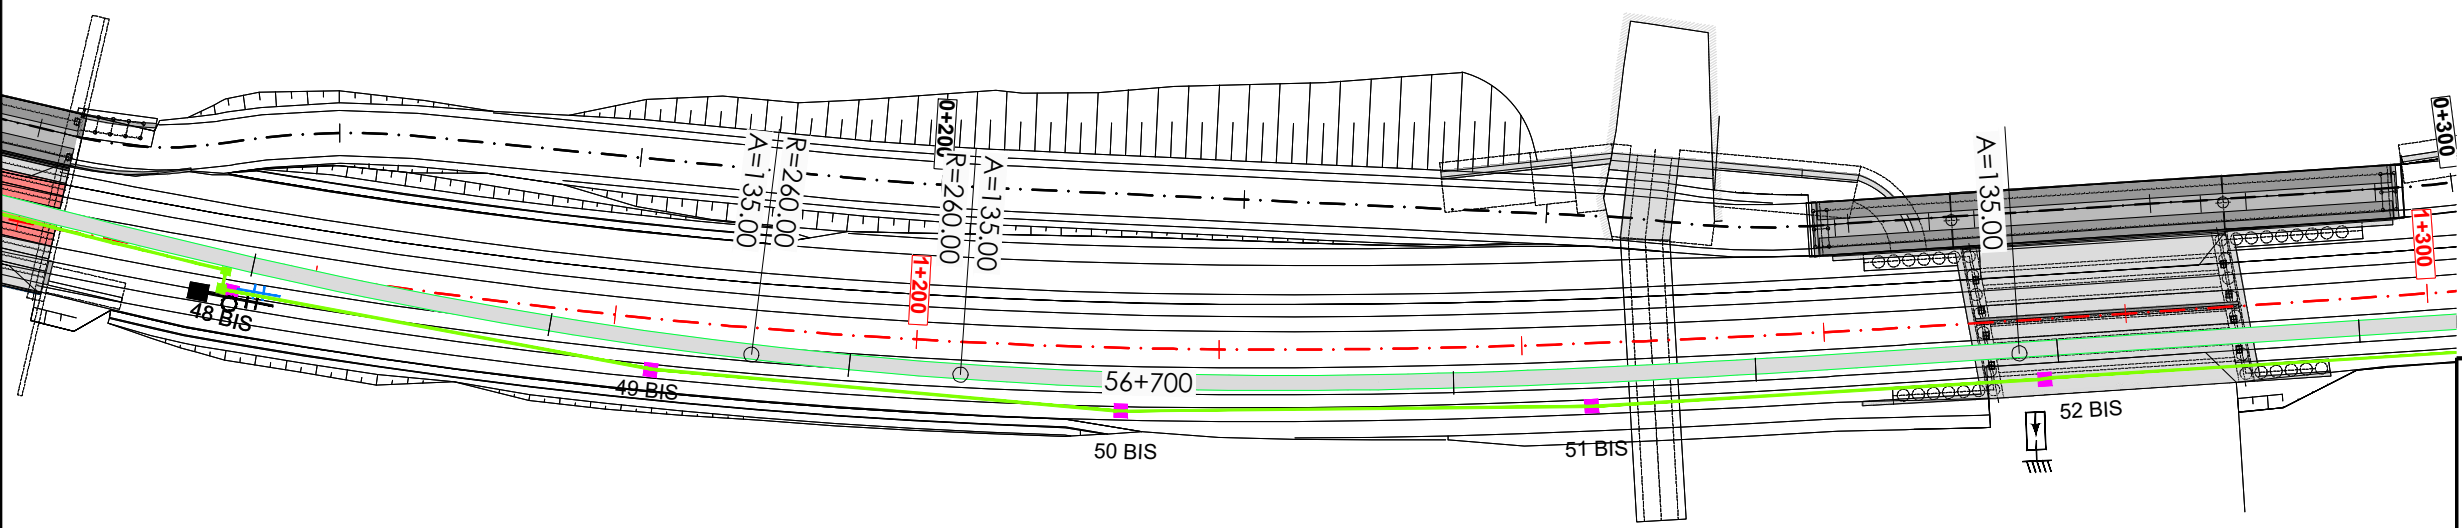 48 BIS
49 BIS
A=135.00
R=260.00
0+200
1+200
R=260.00
A=135.00
56+700
50 BIS
51 BIS
A=135.00
52 BIS
0+300
1+300